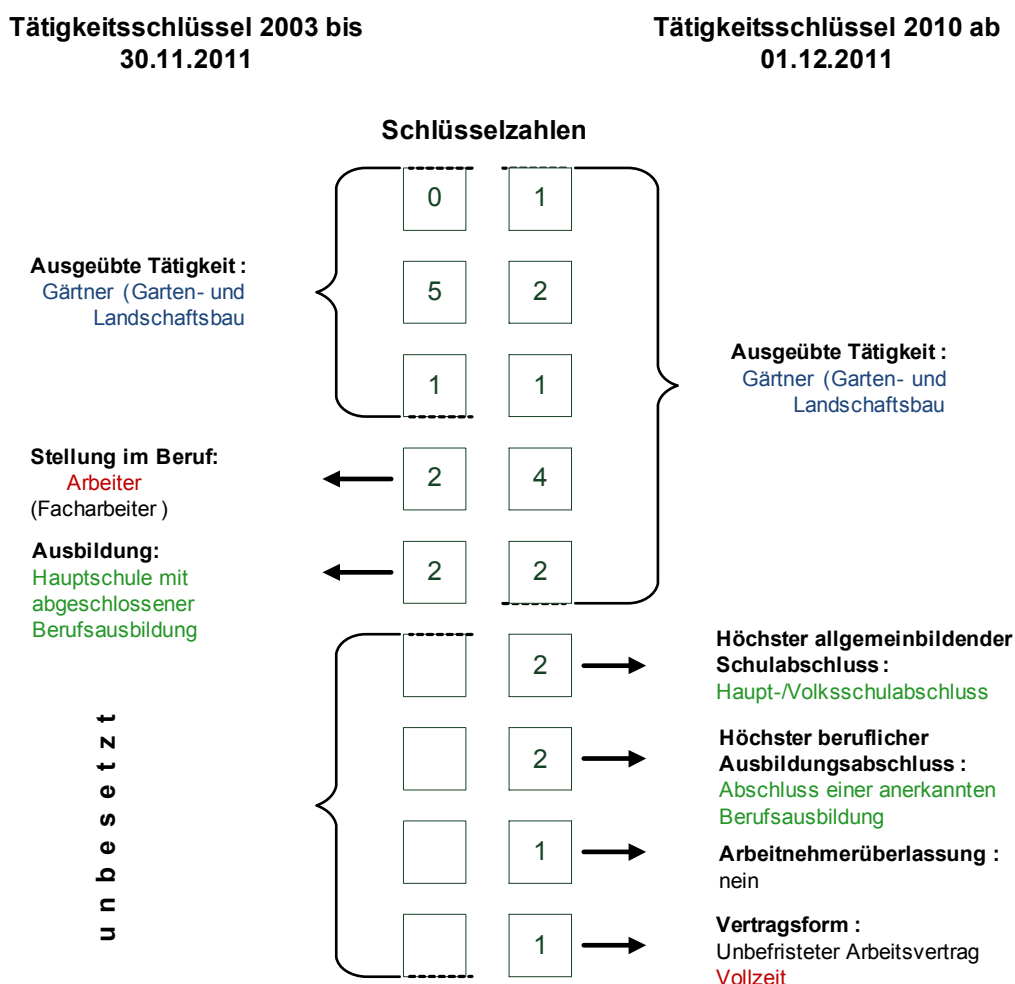 Tätigkeitsschlüssel 2003 bis
30.11.2011
Tätigkeitsschlüssel 2010 ab
01.12.2011
Schlüsselzahlen
0 1
Ausgeübte Tätigkeit :
Gärtner (Garten- und
Landschaftsbau
5 2
1 1
Ausgeübte Tätigkeit :
Gärtner (Garten- und
Landschaftsbau
Stellung im Beruf:
Arbeiter
(Facharbeiter )
2 4
Ausbildung:
Hauptschule mit
abgeschlossener
Berufsausbildung
2 2
unbesetzt
2
Höchster allgemeinbildender
Schulabschluss :
Haupt-/Volksschulabschluss
2
Höchster beruflicher
Ausbildungsabschluss :
Abschluss einer anerkannten
Berufsausbildung
1
Arbeitnehmerüberlassung :
nein
1
Vertragsform :
Unbefristeter Arbeitsvertrag
Vollzeit